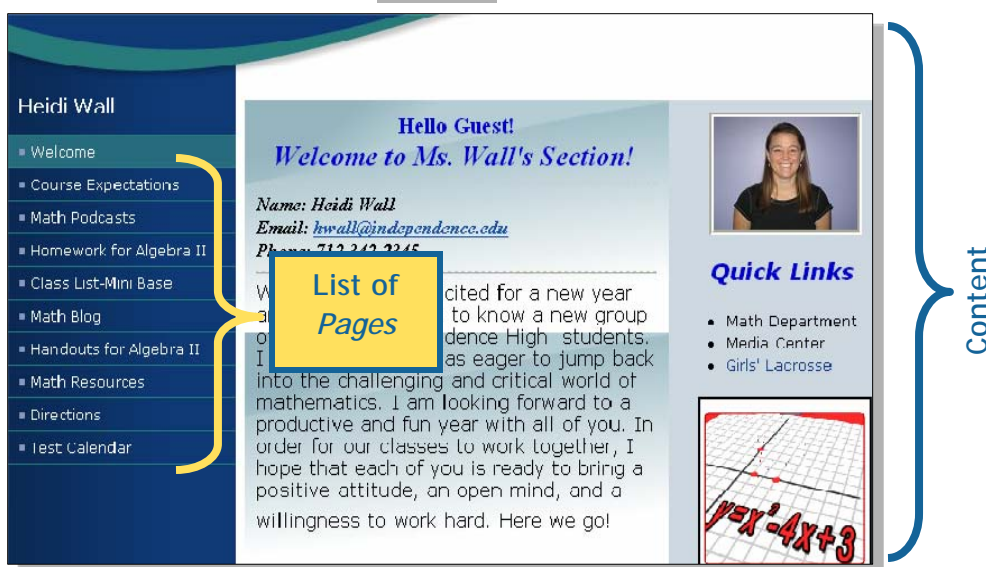 Heidi Wall
Welcome
Course Expectations
Math Podcasts
Homework for Algebra II
Class List-Mini Base
Math Blog
Handouts for Algebra II
Math Resources
Directions
Test Calendar
Hello Guest!
Welcome to Ms. Wall's Section!
Name: Heidi Wall
Email: hwall@independence.edu
712 342 2345
List of
Pages
cited for a new year
to know a new group
dence High students.
I as eager to jump back
into the challenging and critical world of
mathematics. I am looking forward to a
productive and fun year with all of you. In
order for our classes to work together, I
hope that each of you is ready to bring a
positive attitude, an open mind, and a
willingness to work hard. Here we go!
Quick Links
Math Department
Media Center
Girls' Lacrosse
y=x²-4x+3
Content